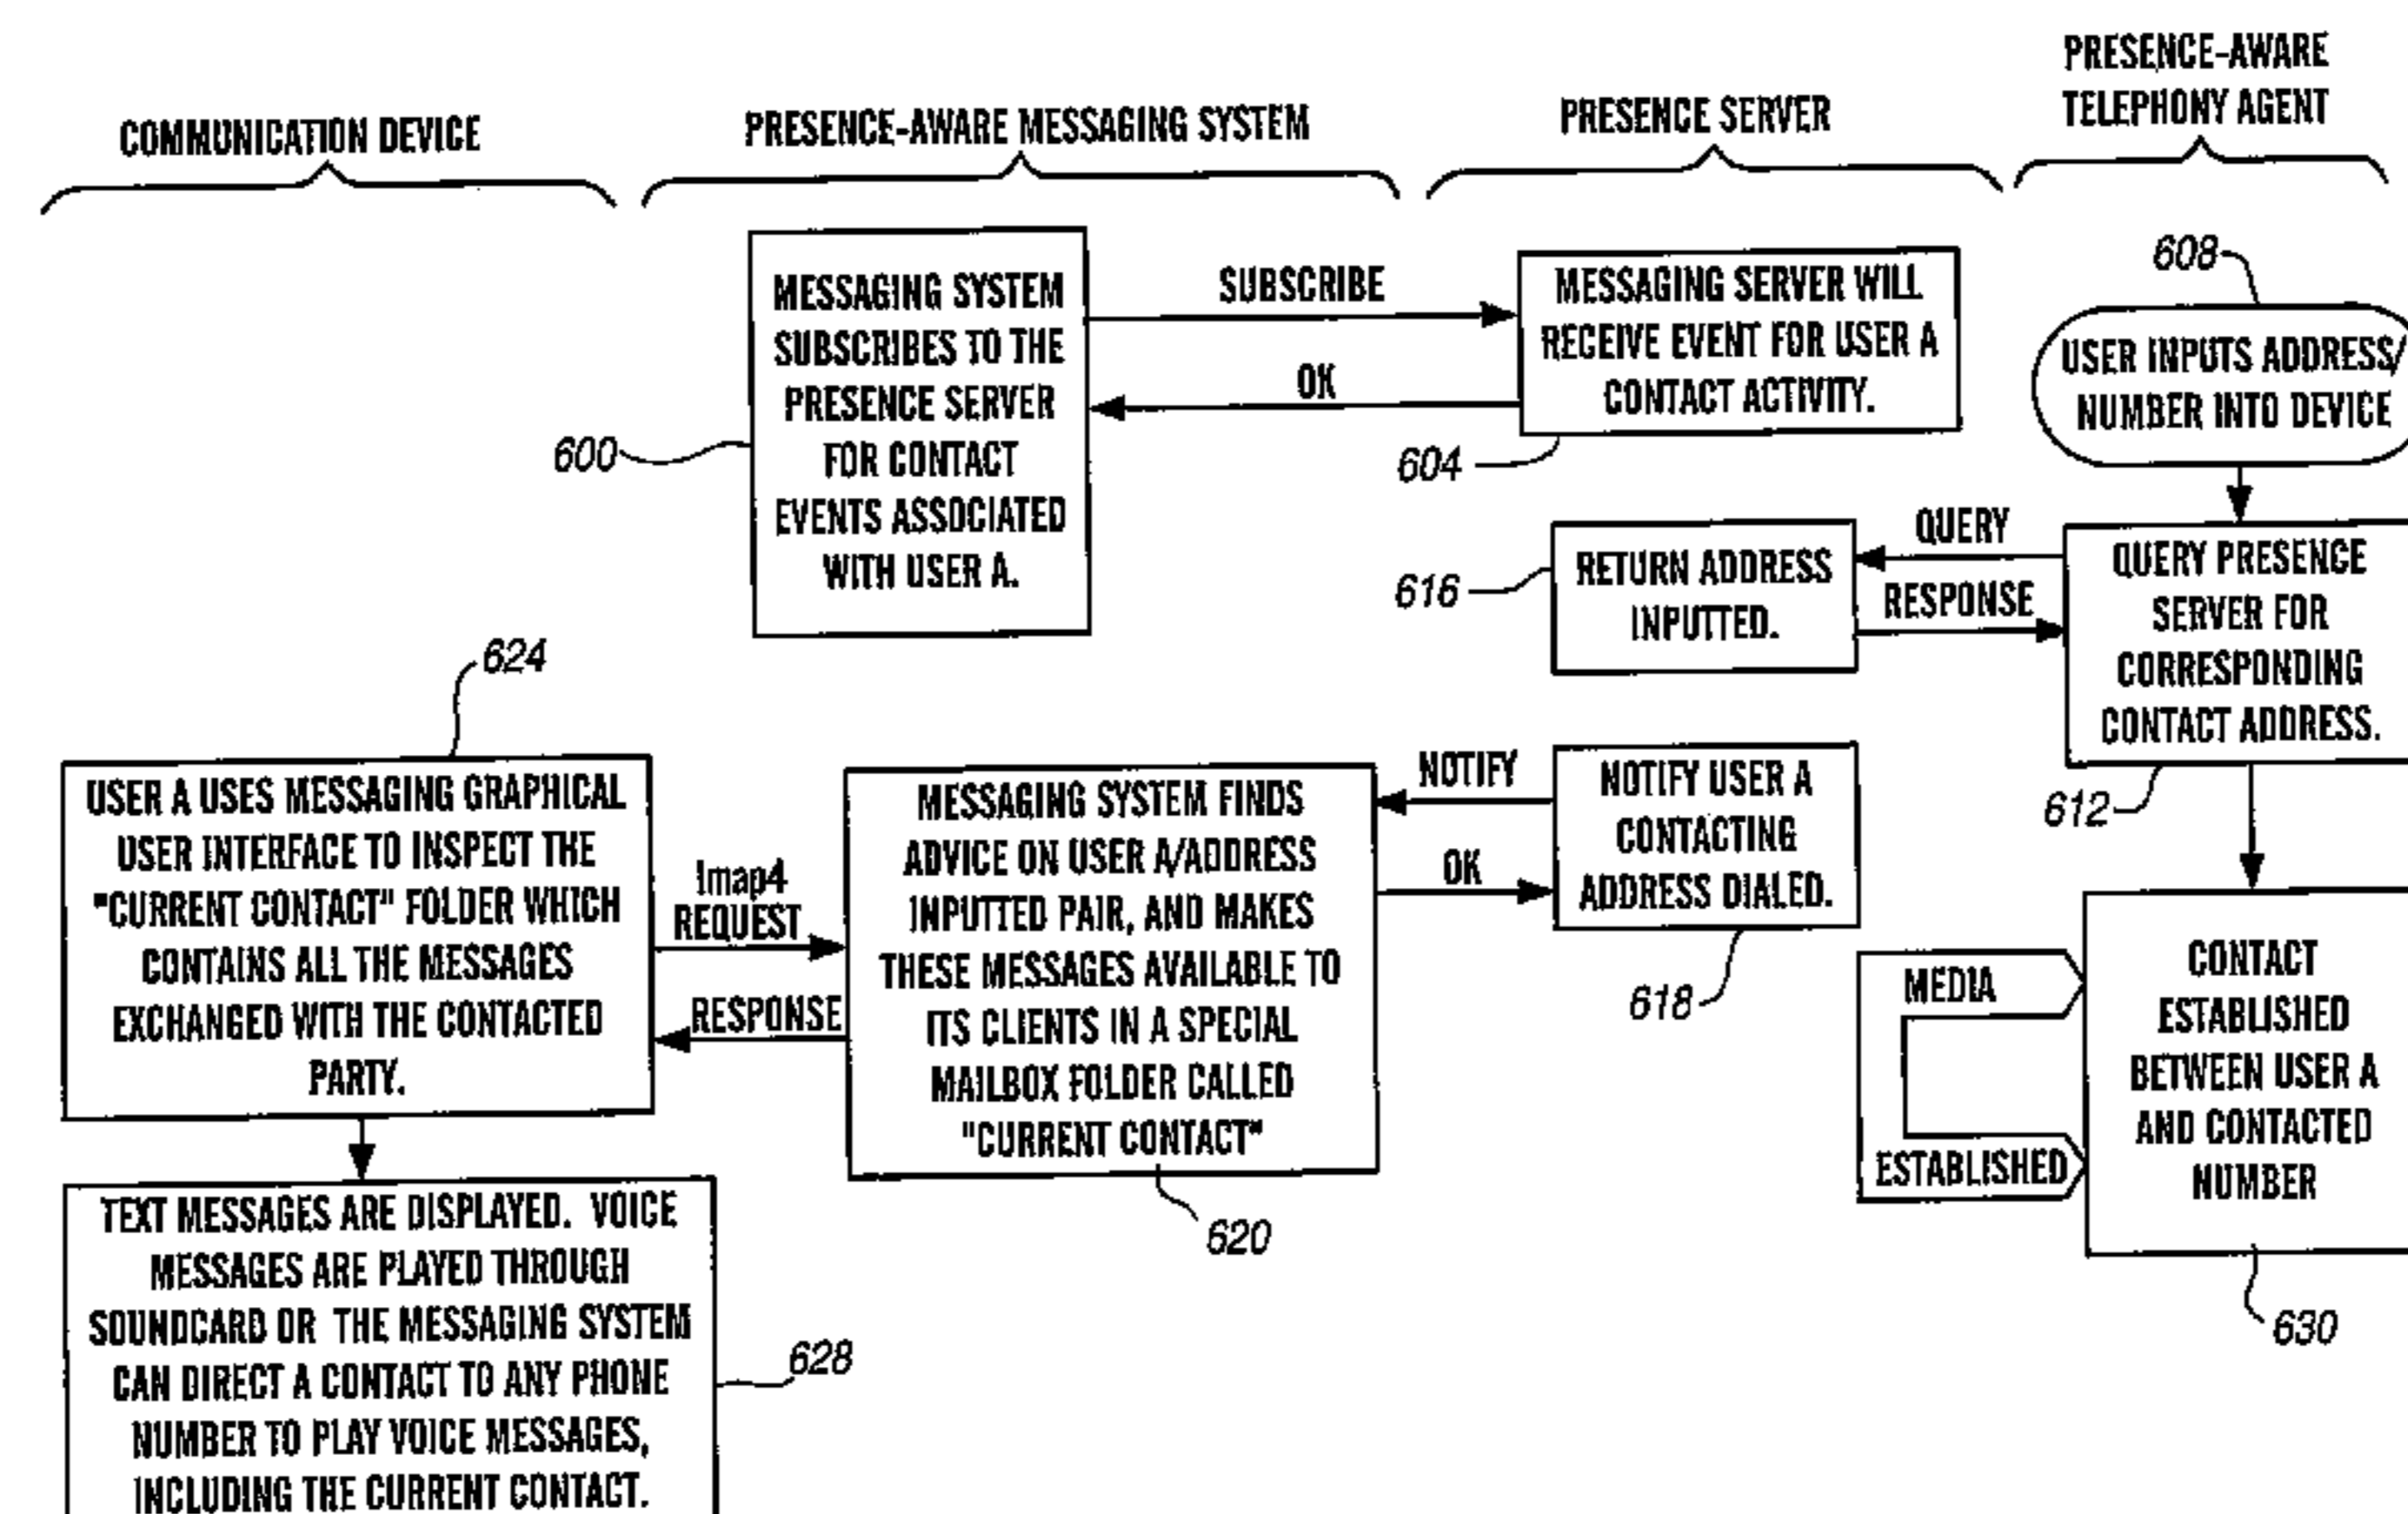 COMMUNICATION DEVICE
PRESENCE-AWARE MESSAGING SYSTEM
PRESENCE SERVER
PRESENCE-AWARE
TELEPHONY AGENT
MESSAGING SYSTEM
SUBSCRIBES TO THE
PRESENCE SERVER
FOR CONTACT
EVENTS ASSOCIATED
WITH USER A.
600
SUBSCRIBE
OK
MESSAGING SERVER WILL
RECEIVE EVENT FOR USER A
CONTACT ACTIVITY.
604
608
USER INPUTS ADDRESS/
NUMBER INTO DEVICE
QUERY
RESPONSE
RETURN ADDRESS
INPUTTED.
616
QUERY PRESENCE
SERVER FOR
CORRESPONDING
CONTACT ADDRESS.
612
624
USER A USES MESSAGING GRAPHICAL
USER INTERFACE TO INSPECT THE
"CURRENT CONTACT" FOLDER WHICH
CONTAINS ALL THE MESSAGES
EXCHANGED WITH THE CONTACTED
PARTY.
Imap4
REQUEST
RESPONSE
MESSAGING SYSTEM FINDS
ADVICE ON USER A/ADDRESS
INPUTTED PAIR, AND MAKES
THESE MESSAGES AVAILABLE TO
ITS CLIENTS IN A SPECIAL
MAILBOX FOLDER CALLED
"CURRENT CONTACT"
620
NOTIFY
OK
NOTIFY USER A
CONTACTING
ADDRESS DIALED.
618
MEDIA
ESTABLISHED
CONTACT
ESTABLISHED
BETWEEN USER A
AND CONTACTED
NUMBER
630
TEXT MESSAGES ARE DISPLAYED. VOICE
MESSAGES ARE PLAYED THROUGH
SOUNDCARD OR THE MESSAGING SYSTEM
CAN DIRECT A CONTACT TO ANY PHONE
NUMBER TO PLAY VOICE MESSAGES,
INCLUDING THE CURRENT CONTACT.
628